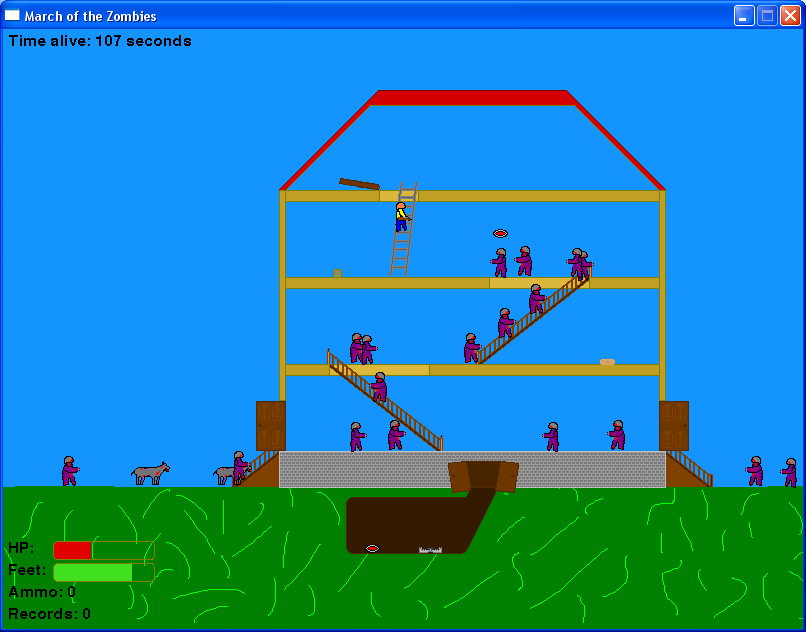 March of the Zombies
Time alive: 107 seconds
HP:
Feet:
Ammo: 0
Records: 0